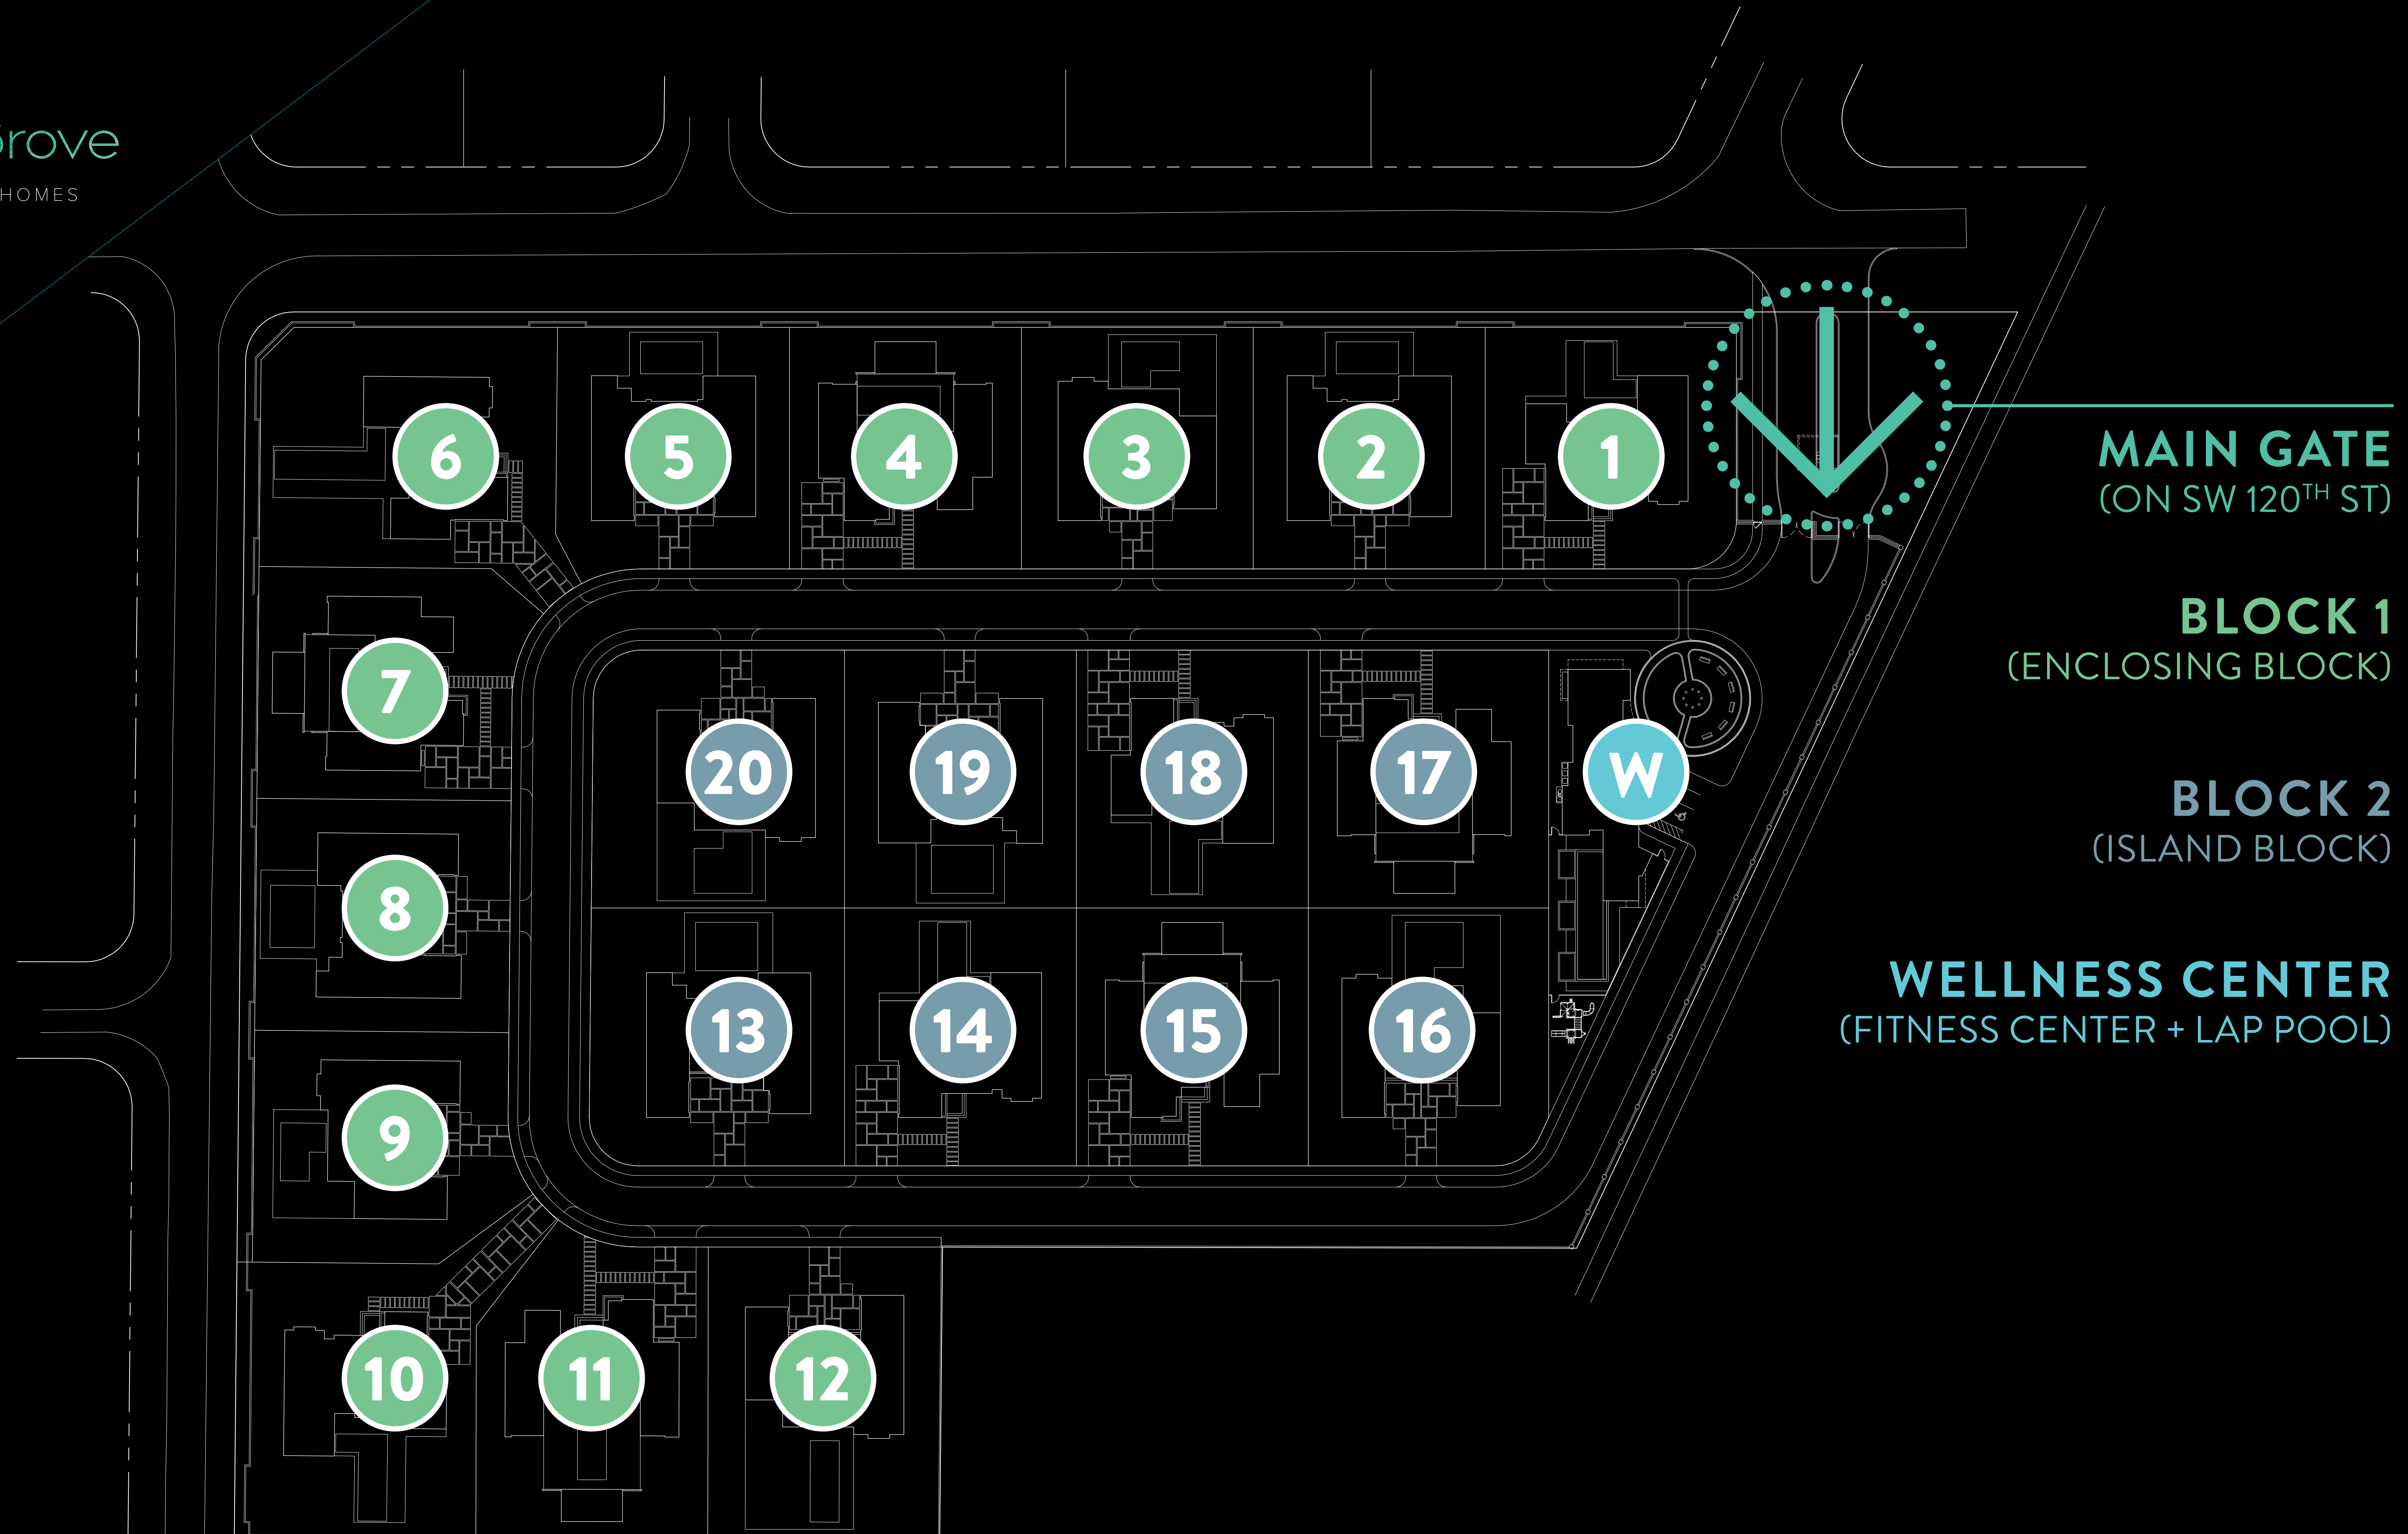 rove
HOMES
6
5
4
3
2
1
MAIN GATE
(ON SW 120TH ST)
BLOCK 1
(ENCLOSING BLOCK)
7
20
19
18
17
W
BLOCK 2
(ISLAND BLOCK)
8
13
14
15
16
WELLNESS CENTER
(FITNESS CENTER + LAP POOL)
9
10
11
12